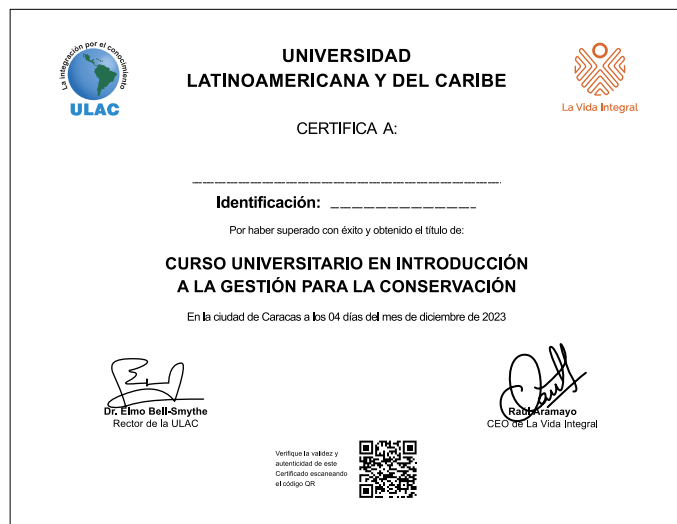 La integración por el conocimiento
ULAC
UNIVERSIDAD
LATINOAMERICANA Y DEL CARIBE
La Vida Integral
CERTIFICA A:
Identificación:
Por haber superado con éxito y obtenido el título de:
CURSO UNIVERSITARIO EN INTRODUCCIÓN
A LA GESTIÓN PARA LA CONSERVACIÓN
En la ciudad de Caracas a los 04 días del mes de diciembre de 2023
Dr. Elmo Bell-Smythe
Rector de la ULAC
Raúl Aramayo
CEO de La Vida Integral
Verifique la validez y
autenticidad de este
Certificado escaneando
el código QR